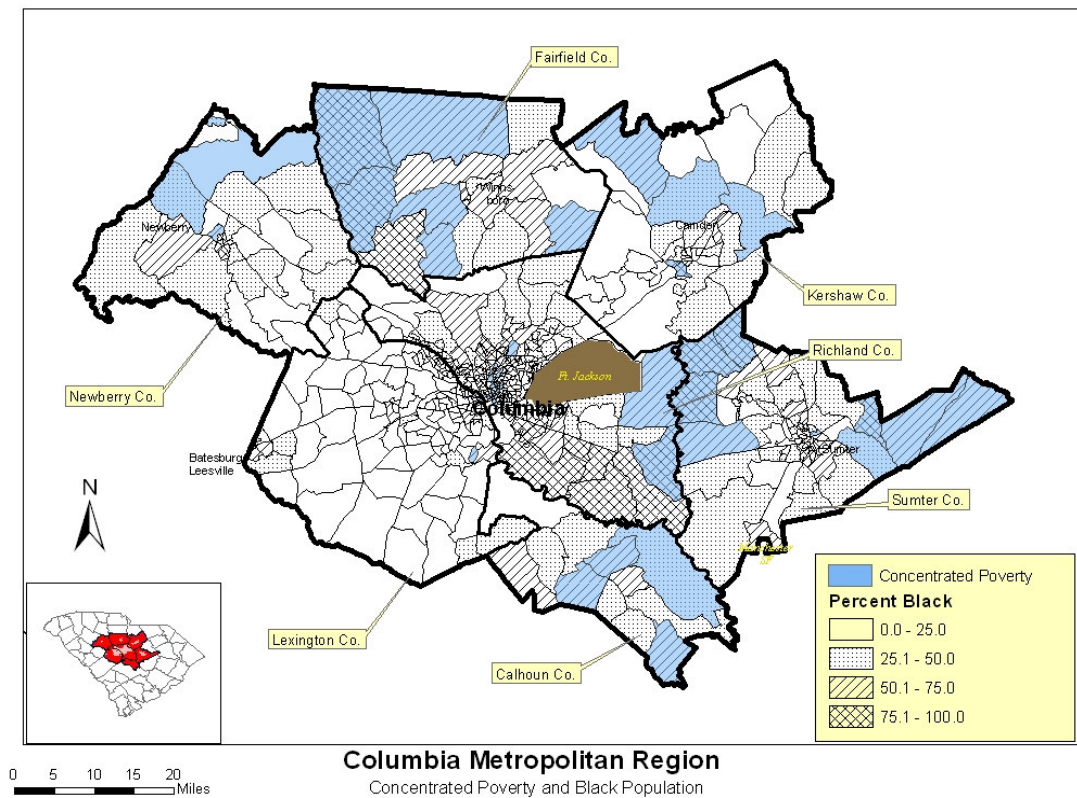 Fairfield Co.
Winns-
boro
Newberry
Camden
Kershaw Co.
Richland Co.
Newberry Co.
Ft. Jackson
Columbia
Batesburg
Leesville
Sumter
N
Sumter Co.
SP
Lexington Co.
Calhoun Co.
Concentrated Poverty
Percent Black
0.0 - 25.0
25.1 - 50.0
50.1 - 75.0
75.1 - 100.0
Columbia Metropolitan Region
Concentrated Poverty and Black Population
0 5 10 15 20
Miles